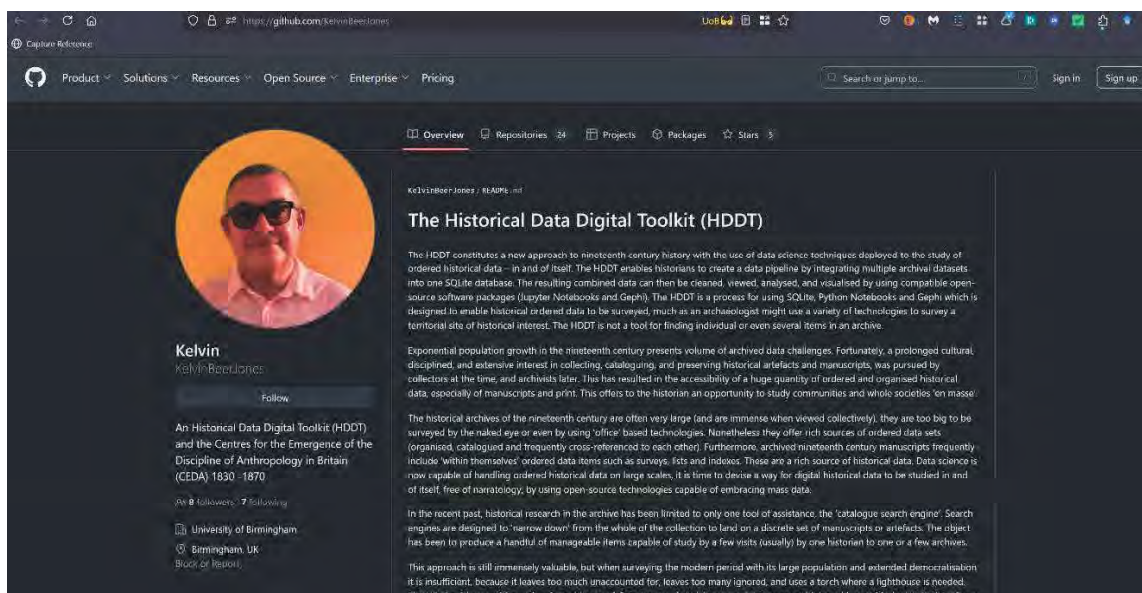 https://github.com/KelvinBeerJones
UoB
Capture Reference
Product Solutions Resources Open Source Enterprise Pricing
Search or jump to...
Sign in
Sign up
Overview Repositories 24 Projects Packages Stars 5
KelvinBeerJones / README.md
The Historical Data Digital Toolkit (HDDT)
The HDDT constitutes a new approach to nineteenth century history with the use of data science techniques deployed to the study of
ordered historical data – in and of itself. The HDDT enables historians to create a data pipeline by integrating multiple archival datasets
into one SQLite database. The resulting combined data can then be cleaned, viewed, analysed, and visualised by using compatible open-
source software packages (Jupyter Notebooks and Gephi). The HDDT is a process for using SQLite, Python Notebooks and Gephi which is
designed to enable historical ordered data to be surveyed, much as an archaeologist might use a variety of technologies to survey a
territorial site of historical interest. The HDDT is not a tool for finding individual or even several items in an archive.
Exponential population growth in the nineteenth century presents volume of archived data challenges. Fortunately, a prolonged cultural,
disciplined, and extensive interest in collecting, cataloguing, and preserving historical artefacts and manuscripts, was pursued by
collectors at the time, and archivists later. This has resulted in the accessibility of a huge quantity of ordered and organised historical
data, especially of manuscripts and print. This offers to the historian an opportunity to study communities and whole societies 'en masse'.
The historical archives of the nineteenth century are often very large (and are immense when viewed collectively), they are too big to be
surveyed by the naked eye or even by using 'office' based technologies. Nonetheless they offer rich sources of ordered data sets
(organised, catalogued and frequently cross-referenced to each other). Furthermore, archived nineteenth century manuscripts frequently
include 'within themselves' ordered data items such as surveys, lists and indexes. These are a rich source of historical data. Data science is
now capable of handling ordered historical data on large scales, it is time to devise a way for digital historical data to be studied in and
of itself, free of narratology, by using open-source technologies capable of embracing mass data.
In the recent past, historical research in the archive has been limited to only one tool of assistance, the 'catalogue search engine'. Search
engines are designed to 'narrow down' from the whole of the collection to land on a discrete set of manuscripts or artefacts. The object
has been to produce a handful of manageable items capable of study by a few visits (usually) by one historian to one or a few archives.
This approach is still immensely valuable, but when surveying the modern period with its large population and extended democratisation
it is insufficient, because it leaves too much unaccounted for, leaves too many ignored, and uses a torch where a lighthouse is needed.
Kelvin
KelvinBeerJones
Follow
An Historical Data Digital Toolkit (HDDT)
and the Centres for the Emergence of the
Discipline of Anthropology in Britain
(CEDA) 1830 -1870
8 followers · 7 following
University of Birmingham
Birmingham, UK
Block or Report